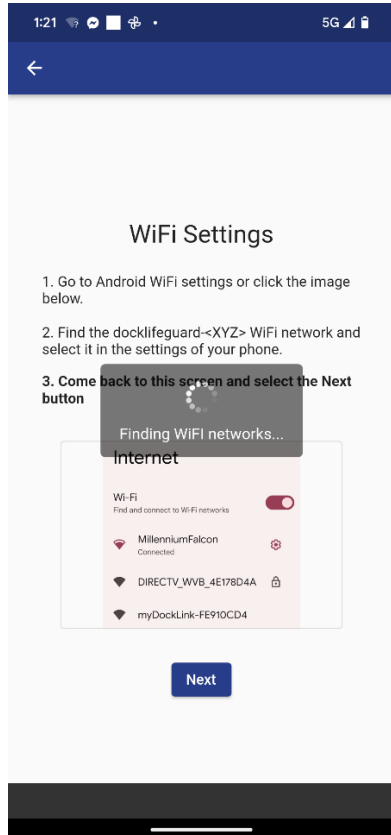 1:21
5G
WiFi Settings
1. Go to Android WiFi settings or click the image
below.
2. Find the docklifeguard-<XYZ> WiFi network and
select it in the settings of your phone.
3. Come back to this screen and select the Next
button
Finding WiFI networks...
Internet
Wi-Fi
Find and connect to Wi-Fi networks
MillenniumFalcon
Connected
DIRECTV_WVB_4E178D4A
myDockLink-FE910CD4
Next